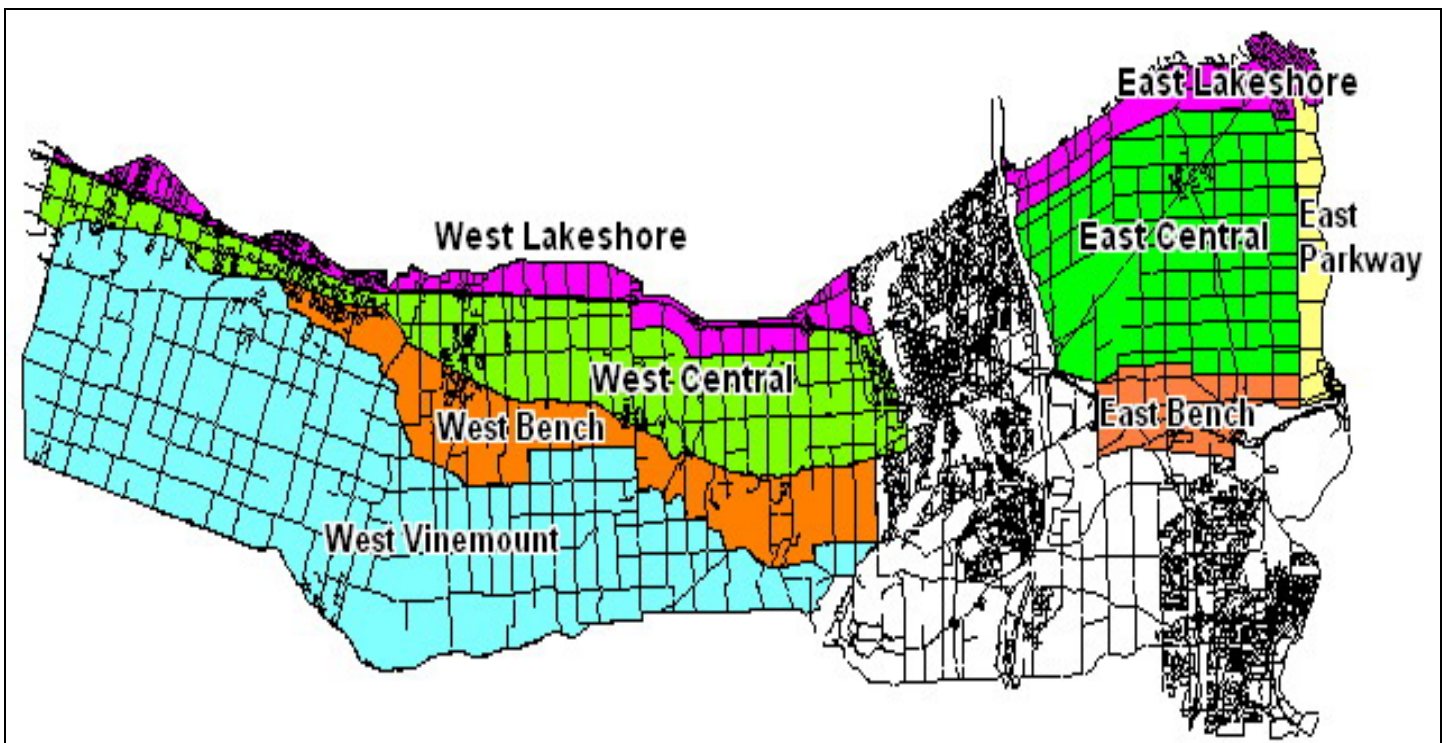 East Lakeshore
East
Parkway
West Lakeshore
East Central
West Central
West Bench
East Bench
West Vinemount